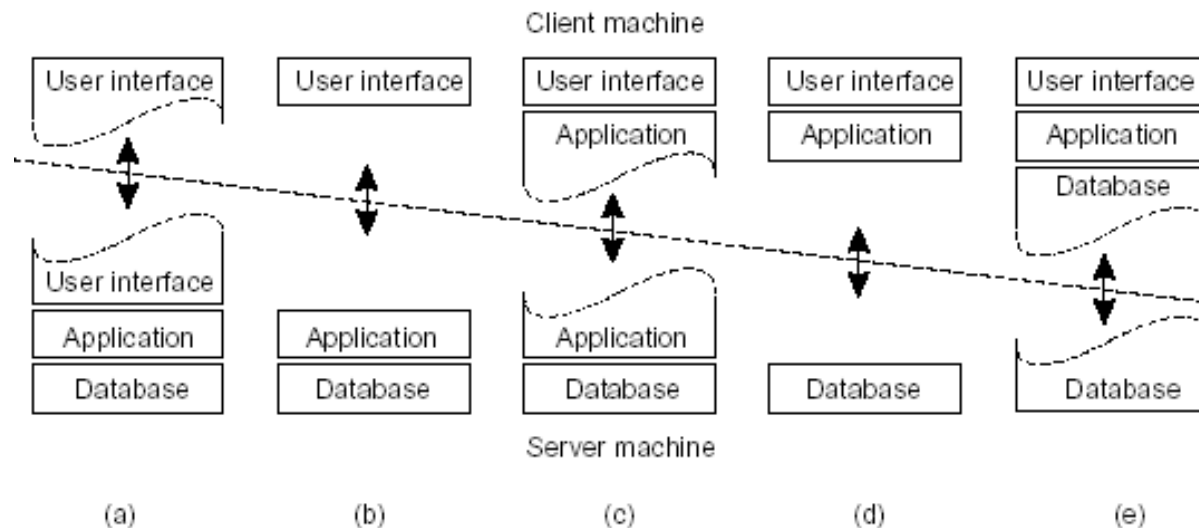 Client machine
User interface User interface User interface User interface User interface
Application Application Application
Database
User interface
Application Application Application
Database Database Database Database Database
Server machine
(a) (b) (c) (d) (e)